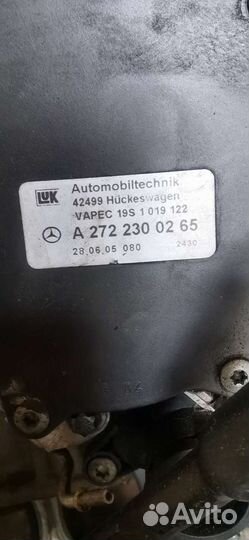 LUK
Automobiltechnik
42499 Hückeswagen
VAPEC 19S 1 019 122
A 272 230 02 65
28.06.05 080 2430
Avito